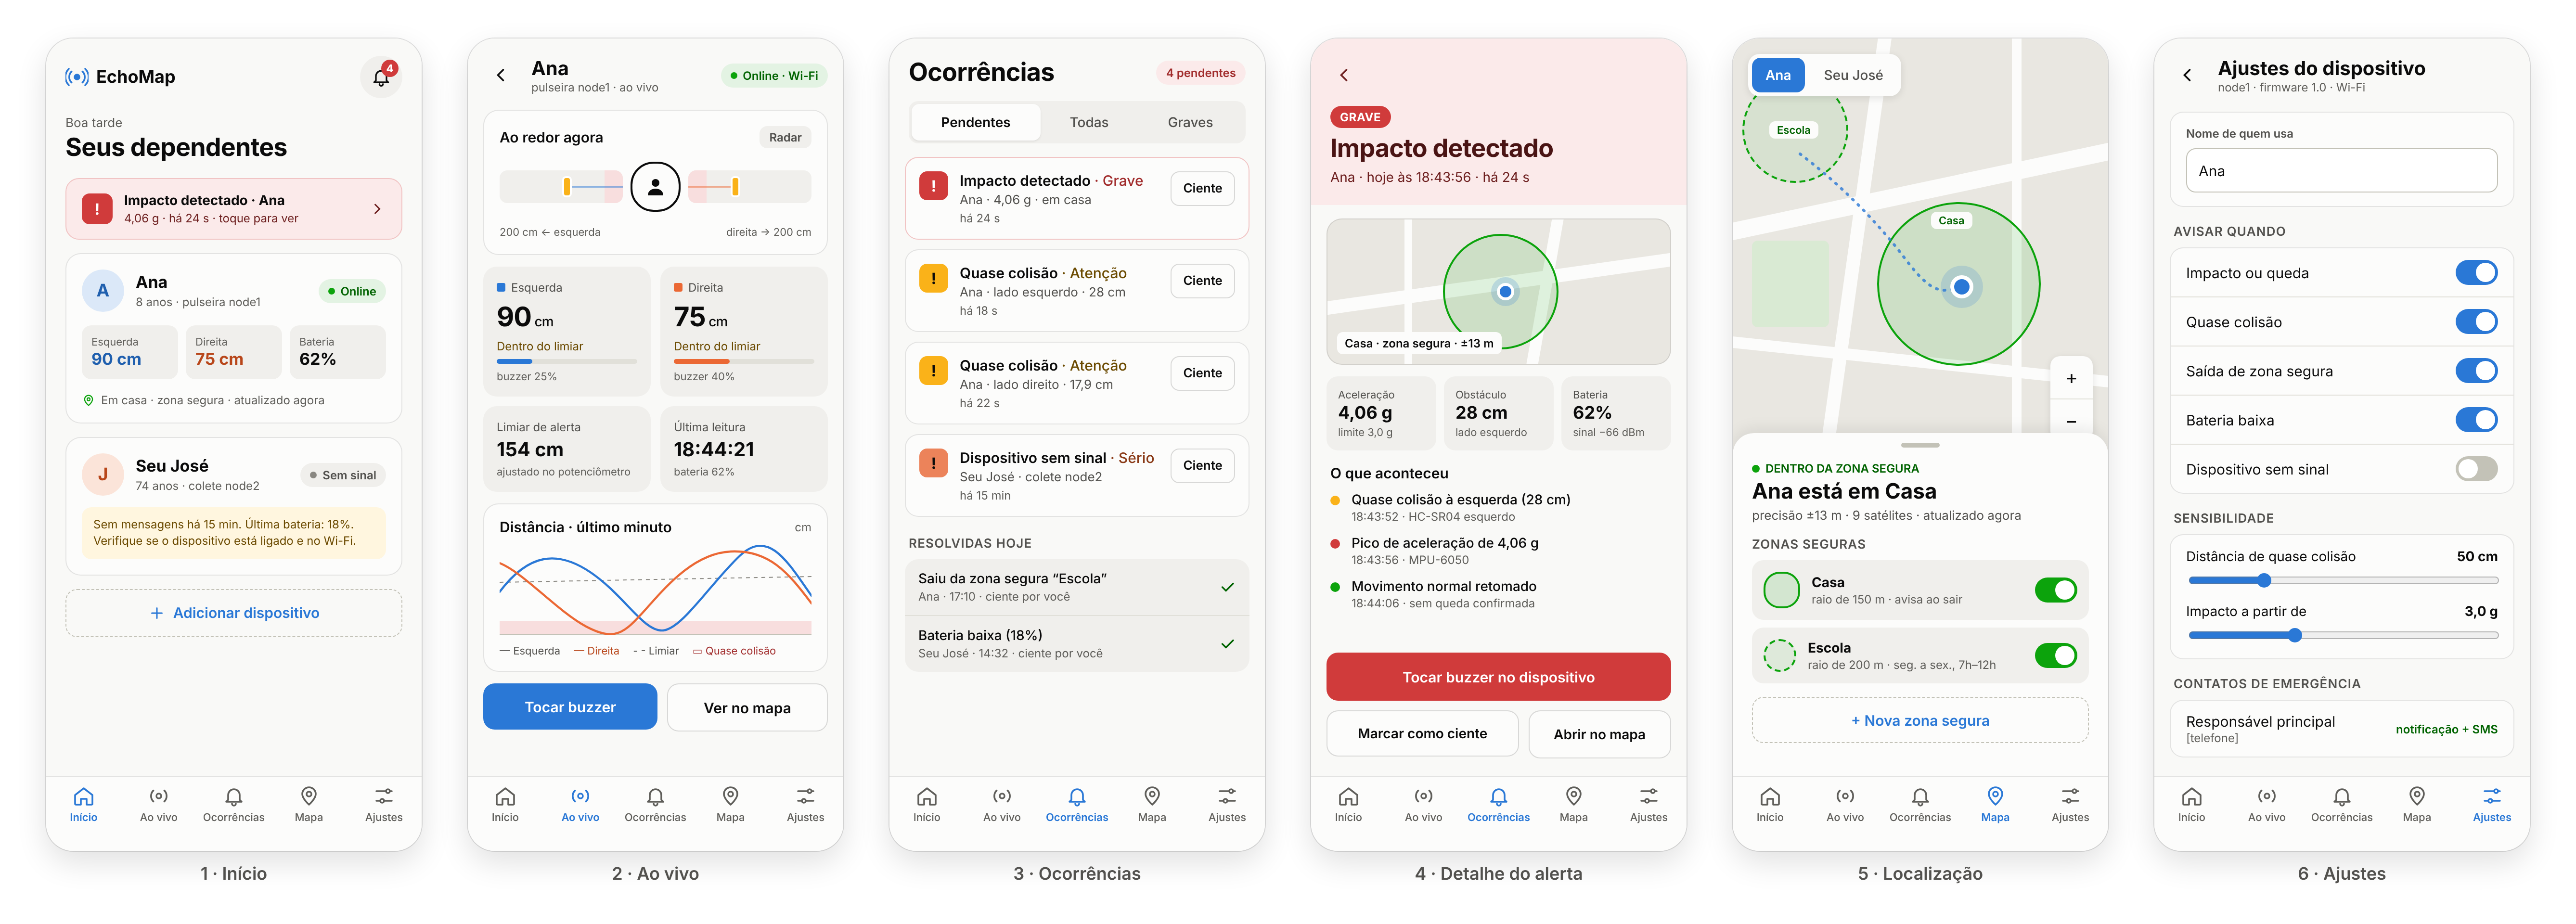 EchoMap
4
Boa tarde
Seus dependentes
!
Impacto detectado · Ana
4,06 g · há 24 s · toque para ver
A
Ana
8 anos · pulseira node1
Online
Esquerda
90 cm
Direita
75 cm
Bateria
62%
Em casa · zona segura · atualizado agora
J
Seu José
74 anos · colete node2
Sem sinal
Sem mensagens há 15 min. Última bateria: 18%.
Verifique se o dispositivo está ligado e no Wi-Fi.
+ Adicionar dispositivo
Início
Ao vivo
Ocorrências
Mapa
Ajustes
1 · Início
Ana
pulseira node1 · ao vivo
Online · Wi-Fi
Ao redor agora
Radar
200 cm ← esquerda
direita → 200 cm
Esquerda
90 cm
Dentro do limiar
buzzer 25%
Direita
75 cm
Dentro do limiar
buzzer 40%
Limiar de alerta
154 cm
ajustado no potenciômetro
Última leitura
18:44:21
bateria 62%
Distância · último minuto
cm
— Esquerda
— Direita
- - Limiar
▭ Quase colisão
Tocar buzzer
Ver no mapa
Início
Ao vivo
Ocorrências
Mapa
Ajustes
2 · Ao vivo
Ocorrências
4 pendentes
Pendentes
Todas
Graves
!
Impacto detectado · Grave
Ana · 4,06 g · em casa
há 24 s
Ciente
!
Quase colisão · Atenção
Ana · lado esquerdo · 28 cm
há 18 s
Ciente
!
Quase colisão · Atenção
Ana · lado direito · 17,9 cm
há 22 s
Ciente
!
Dispositivo sem sinal · Sério
Seu José · colete node2
há 15 min
Ciente
RESOLVIDAS HOJE
Saiu da zona segura “Escola”
Ana · 17:10 · ciente por você
Bateria baixa (18%)
Seu José · 14:32 · ciente por você
Início
Ao vivo
Ocorrências
Mapa
Ajustes
3 · Ocorrências
GRAVE
Impacto detectado
Ana · hoje às 18:43:56 · há 24 s
Casa · zona segura · ±13 m
Aceleração
4,06 g
limite 3,0 g
Obstáculo
28 cm
lado esquerdo
Bateria
62%
sinal −66 dBm
O que aconteceu
Quase colisão à esquerda (28 cm)
18:43:52 · HC-SR04 esquerdo
Pico de aceleração de 4,06 g
18:43:56 · MPU-6050
Movimento normal retomado
18:44:06 · sem queda confirmada
Tocar buzzer no dispositivo
Marcar como ciente
Abrir no mapa
Início
Ao vivo
Ocorrências
Mapa
Ajustes
4 · Detalhe do alerta
Ana
Seu José
Escola
Casa
+
−
DENTRO DA ZONA SEGURA
Ana está em Casa
precisão ±13 m · 9 satélites · atualizado agora
ZONAS SEGURAS
Casa
raio de 150 m · avisa ao sair
Escola
raio de 200 m · seg. a sex., 7h–12h
+ Nova zona segura
Início
Ao vivo
Ocorrências
Mapa
Ajustes
5 · Localização
Ajustes do dispositivo
node1 · firmware 1.0 · Wi-Fi
Nome de quem usa
Ana
AVISAR QUANDO
Impacto ou queda
Quase colisão
Saída de zona segura
Bateria baixa
Dispositivo sem sinal
SENSIBILIDADE
Distância de quase colisão
50 cm
Impacto a partir de
3,0 g
CONTATOS DE EMERGÊNCIA
Responsável principal
[telefone]
notificação + SMS
Início
Ao vivo
Ocorrências
Mapa
Ajustes
6 · Ajustes